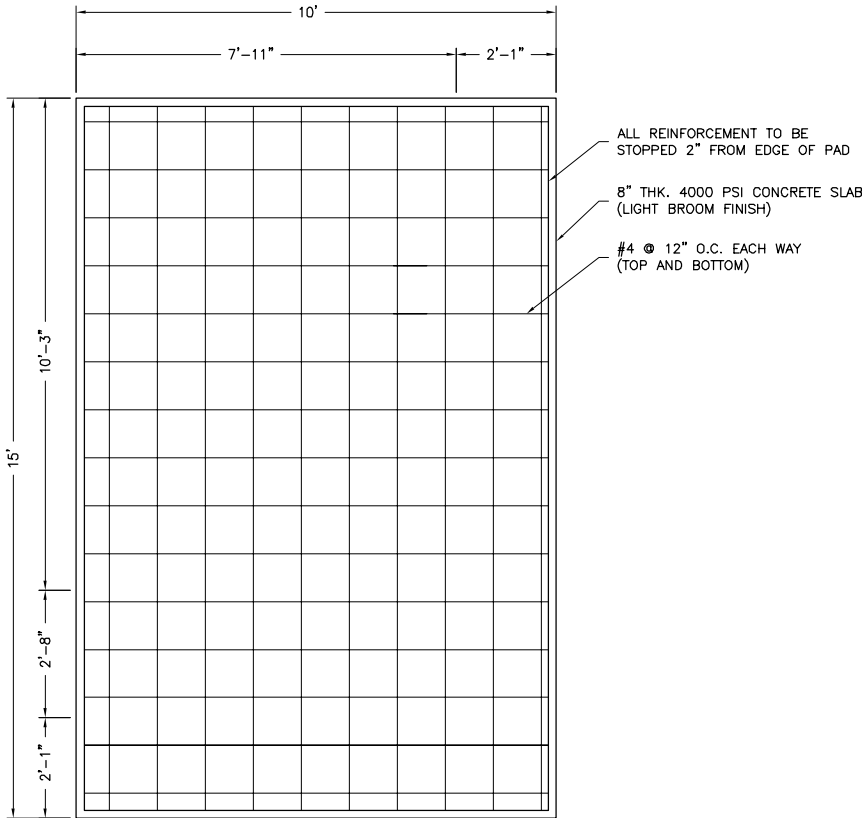 10'
7'-11"
2'-1"
ALL REINFORCEMENT TO BE
STOPPED 2" FROM EDGE OF PAD
8" THK. 4000 PSI CONCRETE SLAB
(LIGHT BROOM FINISH)
#4 @ 12" O.C. EACH WAY
(TOP AND BOTTOM)
10'-3"
15'
2'-8"
2'-1"